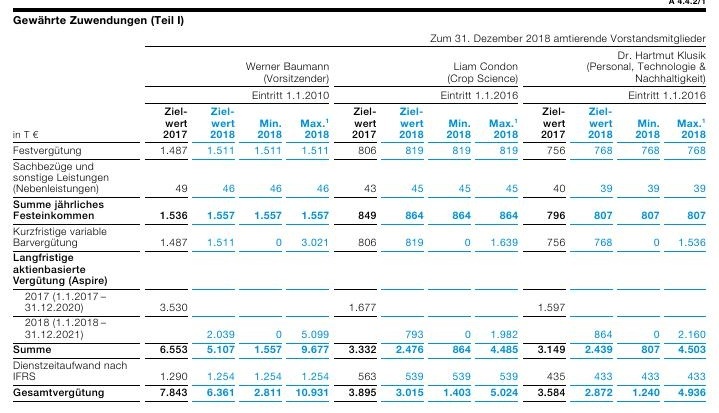 A 4.4.2/1
Gewährte Zuwendungen (Teil I)
Zum 31. Dezember 2018 amtierende Vorstandsmitglieder
Werner Baumann (Vorsitzender) Liam Condon (Crop Science) Dr. Hartmut Klusik (Personal, Technologie & Nachhaltigkeit)
Eintritt 1.1.2010 Eintritt 1.1.2016 Eintritt 1.1.2016
in T € Ziel-wert 2017 Ziel-wert 2018 Min. 2018 Max.¹ 2018 Ziel-wert 2017 Ziel-wert 2018 Min. 2018 Max.¹ 2018 Ziel-wert 2017 Ziel-wert 2018 Min. 2018 Max.¹ 2018
Festvergütung 1.487 1.511 1.511 1.511 806 819 819 819 756 768 768 768
Sachbezüge und
sonstige Leistungen
(Nebenleistungen) 49 46 46 46 43 45 45 45 40 39 39 39
Summe jährliches
Festeinkommen 1.536 1.557 1.557 1.557 849 864 864 864 796 807 807 807
Kurzfristige variable
Barvergütung 1.487 1.511 0 3.021 806 819 0 1.639 756 768 0 1.536
Langfristige
aktienbasierte
Vergütung (Aspire)
2017 (1.1.2017 –
31.12.2020) 3.530 1.677 1.597
2018 (1.1.2018 –
31.12.2021) 2.039 0 5.099 793 0 1.982 864 0 2.160
Summe 6.553 5.107 1.557 9.677 3.332 2.476 864 4.485 3.149 2.439 807 4.503
Dienstzeitaufwand nach
IFRS 1.290 1.254 1.254 1.254 563 539 539 539 435 433 433 433
Gesamtvergütung 7.843 6.361 2.811 10.931 3.895 3.015 1.403 5.024 3.584 2.872 1.240 4.936